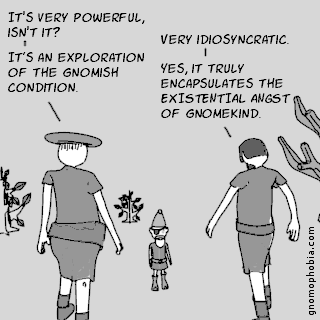 IT'S VERY POWERFUL,
ISN'T IT?
IT'S AN EXPLORATION
OF THE GNOMISH
CONDITION.
VERY IDIOSYNCRATIC.
YES, IT TRULY
ENCAPSULATES THE
EXISTENTIAL ANGST
OF GNOMEKIND.
gnomophobia.com